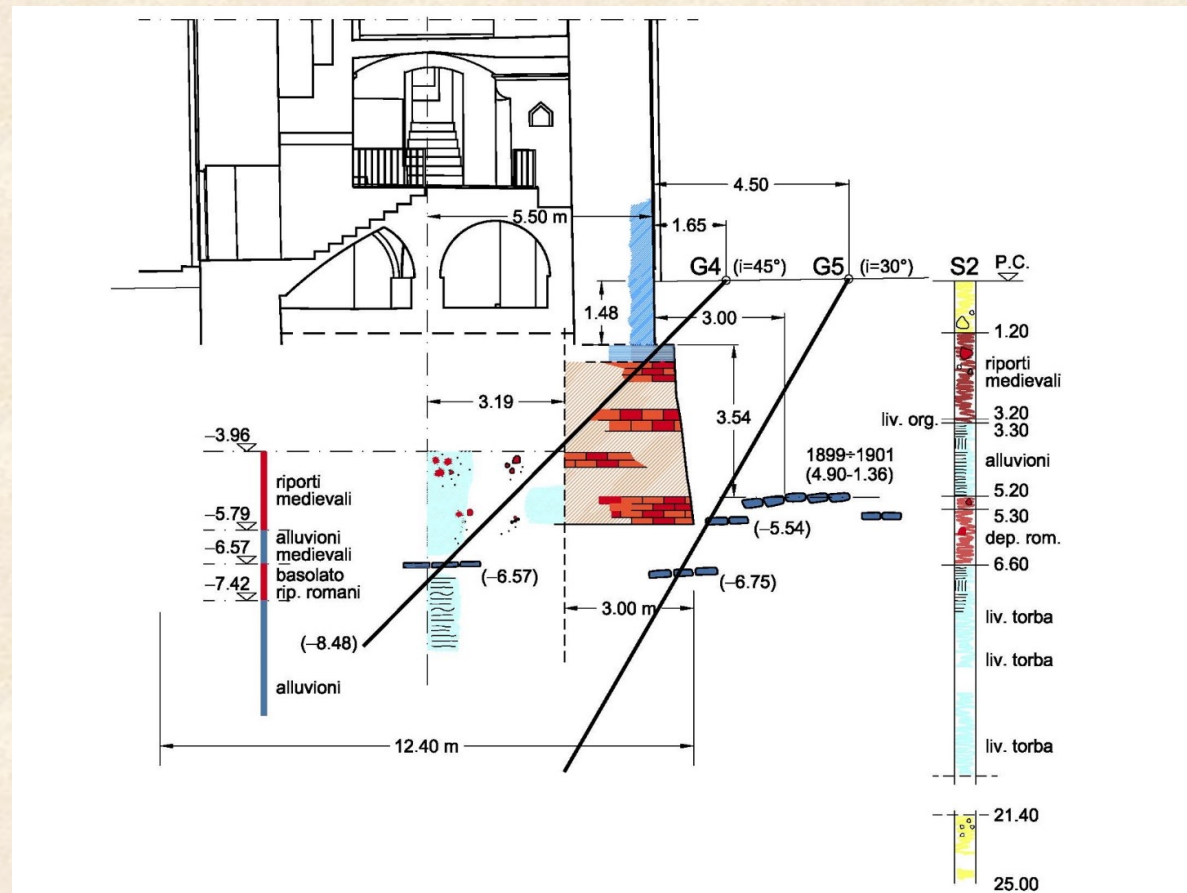 4.50
5.50 m
1.65
G4 (i=45°) G5 (i=30°) S2 P.C.
1.48
3.00
1.20
riporti
medievali
3.19
3.54
liv. org.
3.20
3.30
–3.96
1899÷1901
(4.90-1.36)
alluvioni
riporti
medievali
5.20
–5.79
5.30
(–5.54)
alluvioni
medievali
dep. rom.
–6.57
6.60
basolato
rip. romani
(–6.57)
(–6.75)
–7.42
3.00 m
liv. torba
(–8.48)
liv. torba
alluvioni
12.40 m
liv. torba
21.40
25.00